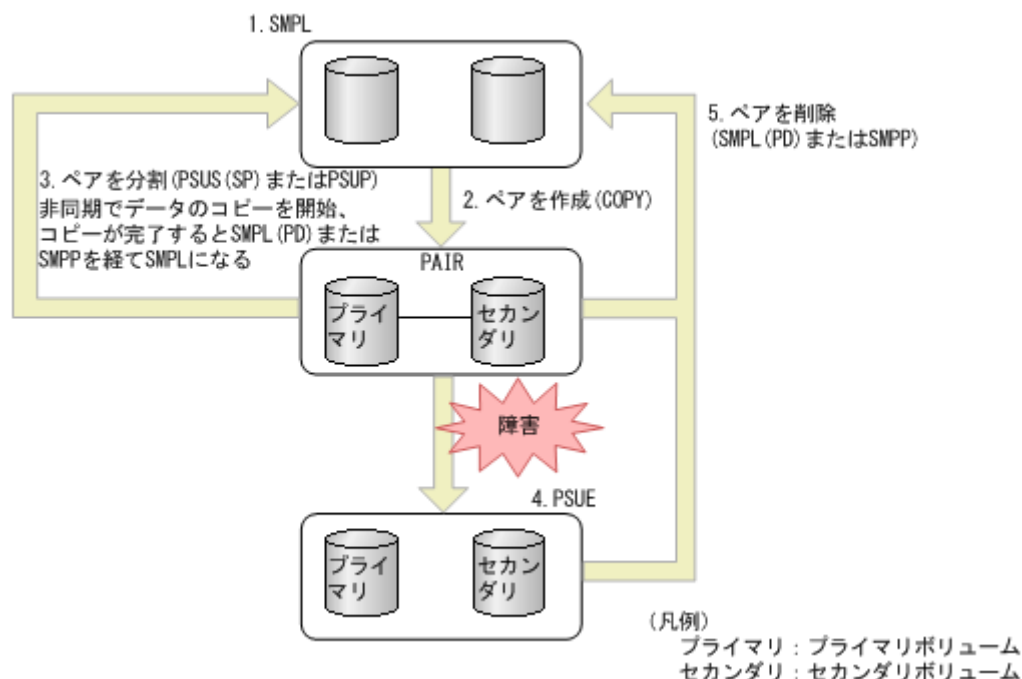 1.SMPL
5.ペアを削除
(SMPL(PD)またはSMPP)
3.ペアを分割(PSUS(SP)またはPSUP)
非同期でデータのコピーを開始、
コピーが完了するとSMPL(PD)または
SMPPを経てSMPLになる
2.ペアを作成(COPY)
PAIR
プライ
マリ
セカン
ダリ
障害
4.PSUE
プライ
マリ
セカン
ダリ
(凡例)
プライマリ：プライマリボリューム
セカンダリ：セカンダリボリューム